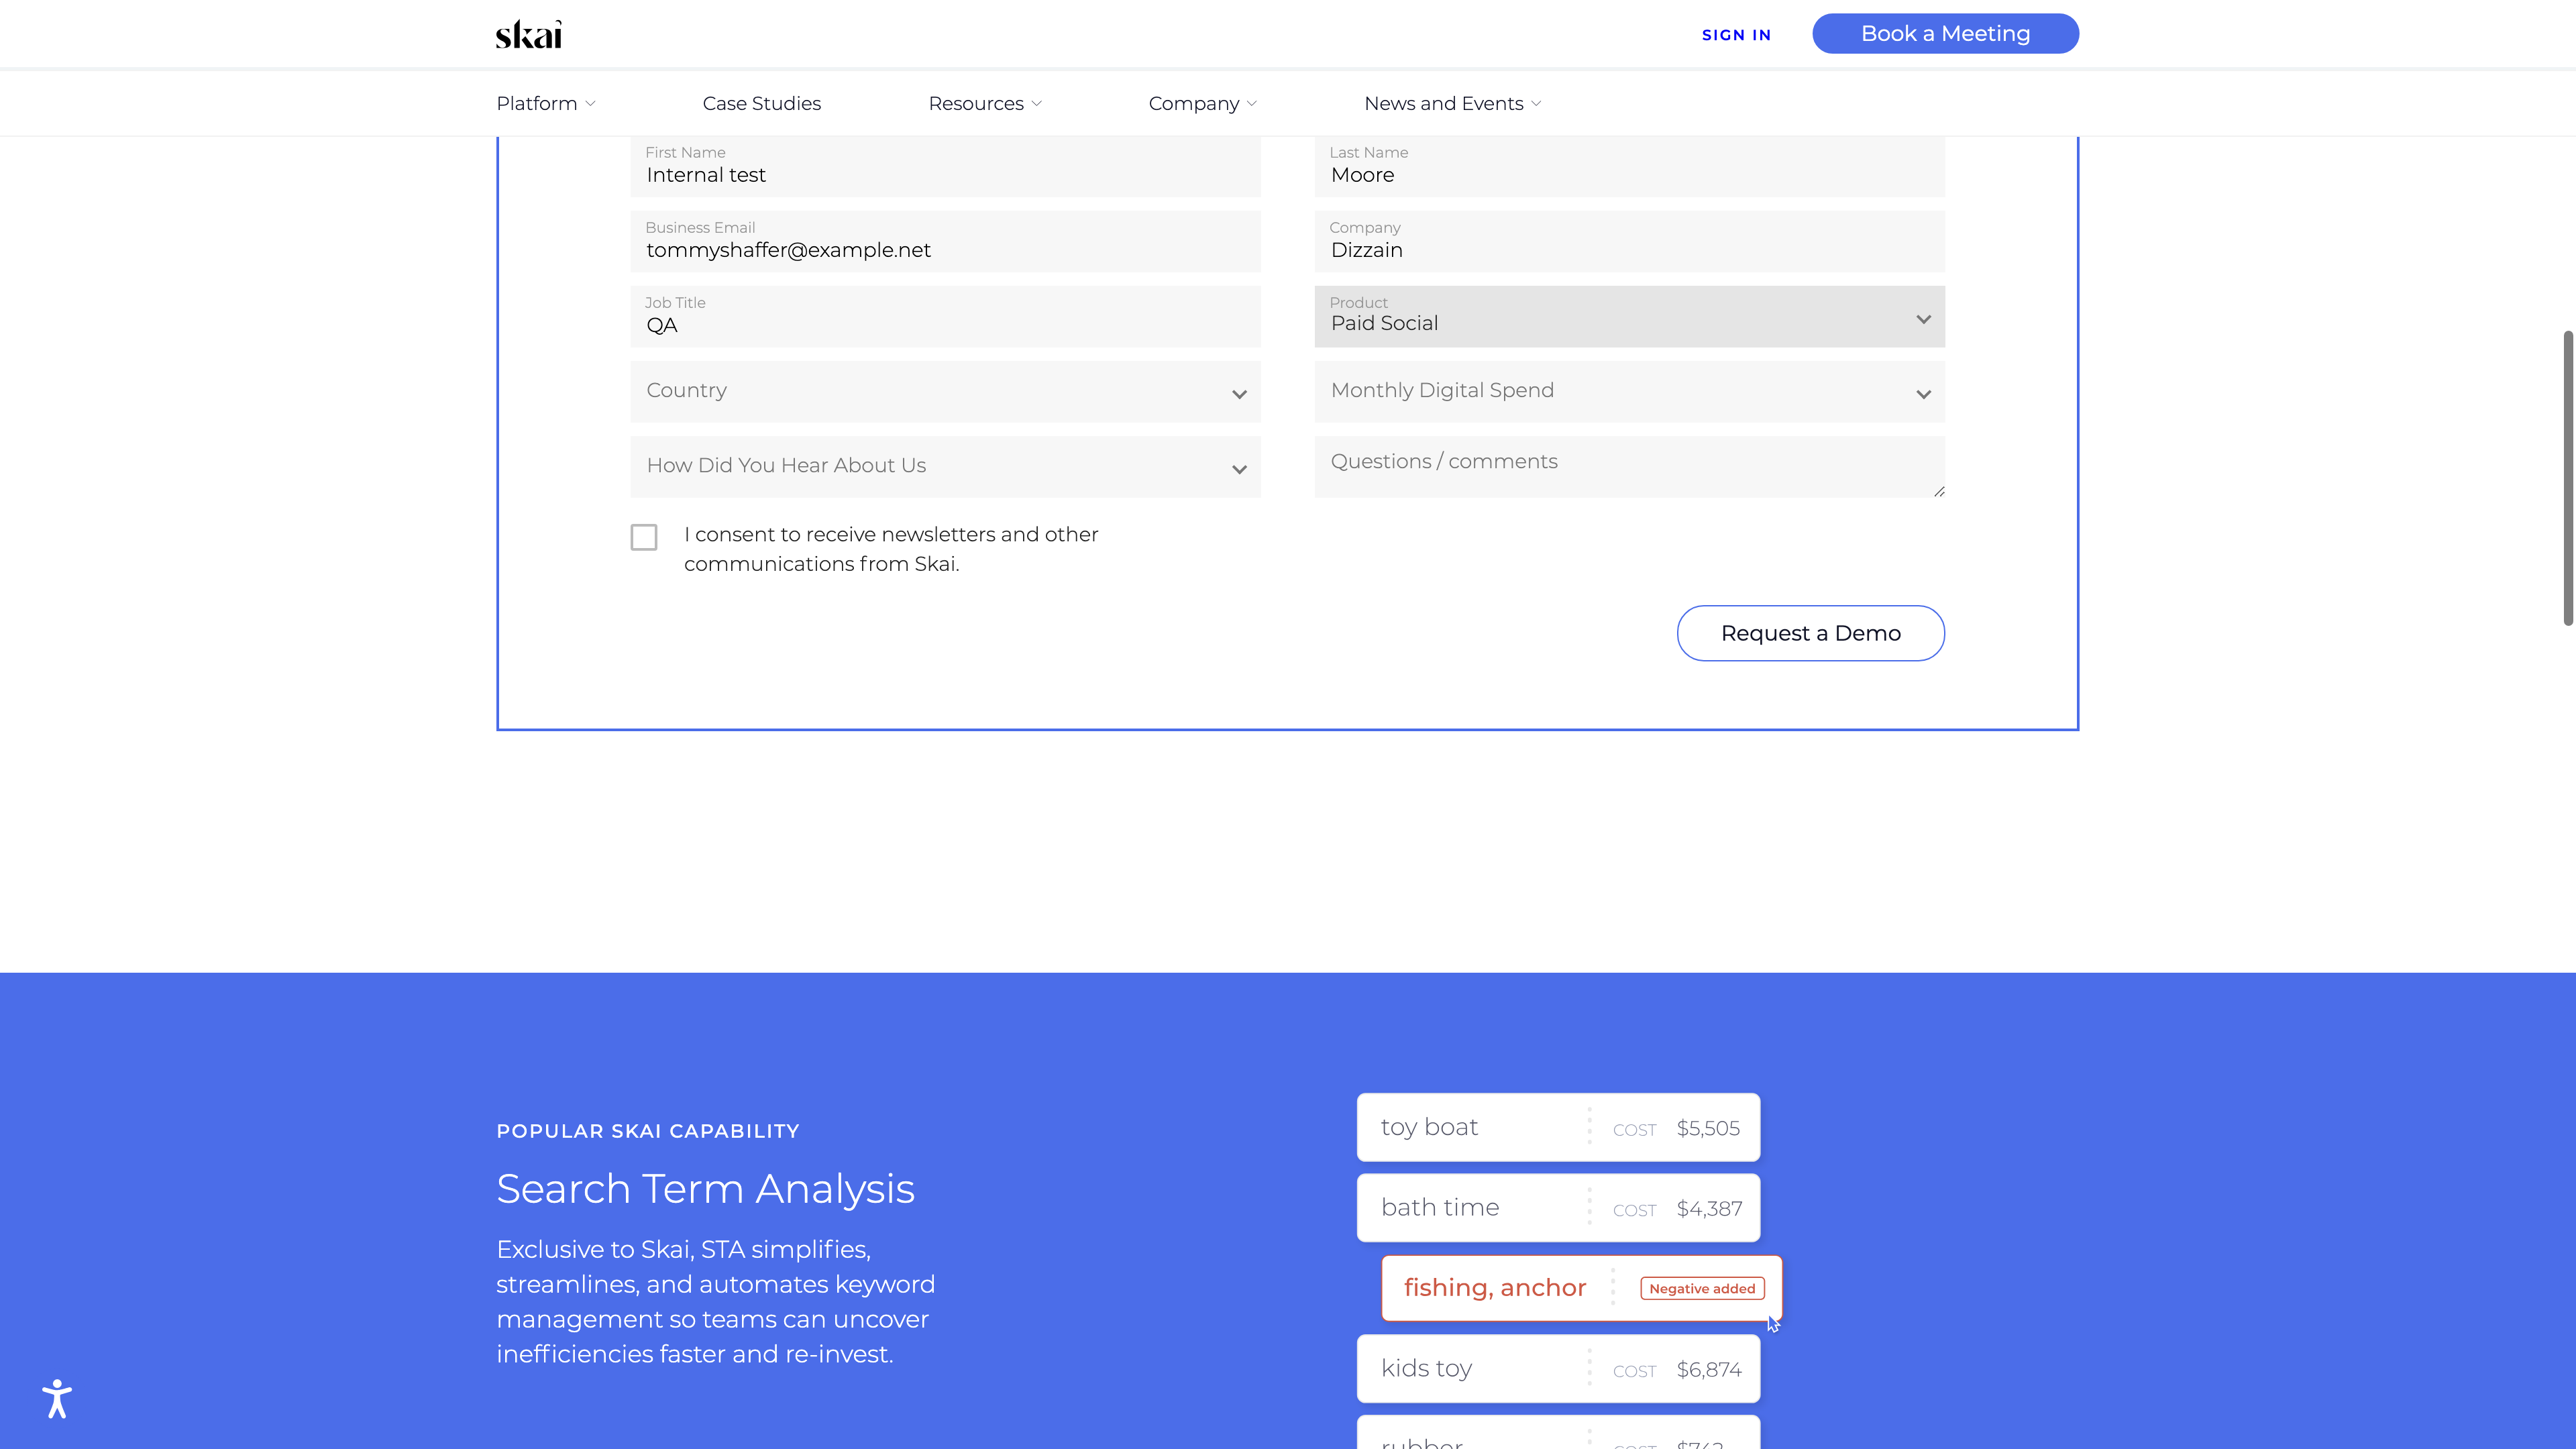 skai
SIGN IN
Book a Meeting
Platform
Case Studies
Resources
Company
News and Events
First Name
Internal test
Last Name
Moore
Business Email
tommyshaffer@example.net
Company
Dizzain
Job Title
QA
Product
Paid Social
Country
Monthly Digital Spend
How Did You Hear About Us
Questions / comments
I consent to receive newsletters and other
communications from Skai.
Request a Demo
POPULAR SKAI CAPABILITY
Search Term Analysis
Exclusive to Skai, STA simplifies,
streamlines, and automates keyword
management so teams can uncover
inefficiencies faster and re-invest.
toy boat COST $5,505
bath time COST $4,387
fishing, anchor Negative added
kids toy COST $6,874
rubber COST $742